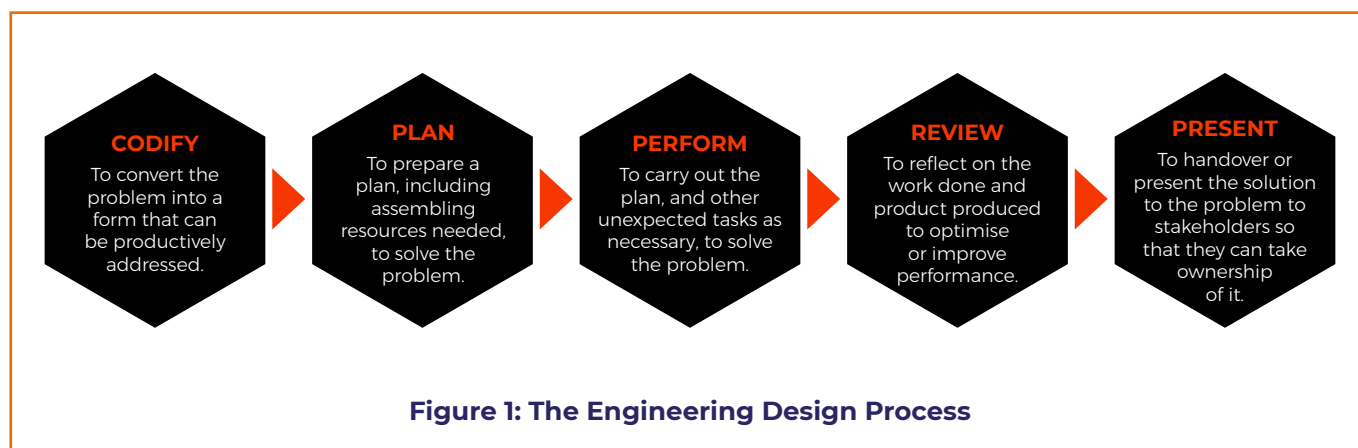 CODIFY
To convert the
problem into a
form that can
be productively
addressed.
PLAN
To prepare a
plan, including
assembling
resources needed,
to solve the
problem.
PERFORM
To carry out the
plan, and other
unexpected tasks as
necessary, to solve
the problem.
REVIEW
To reflect on the
work done and
product produced
to optimise
or improve
performance.
PRESENT
To handover or
present the solution
to the problem to
stakeholders so
that they can take
ownership
of it.
Figure 1: The Engineering Design Process